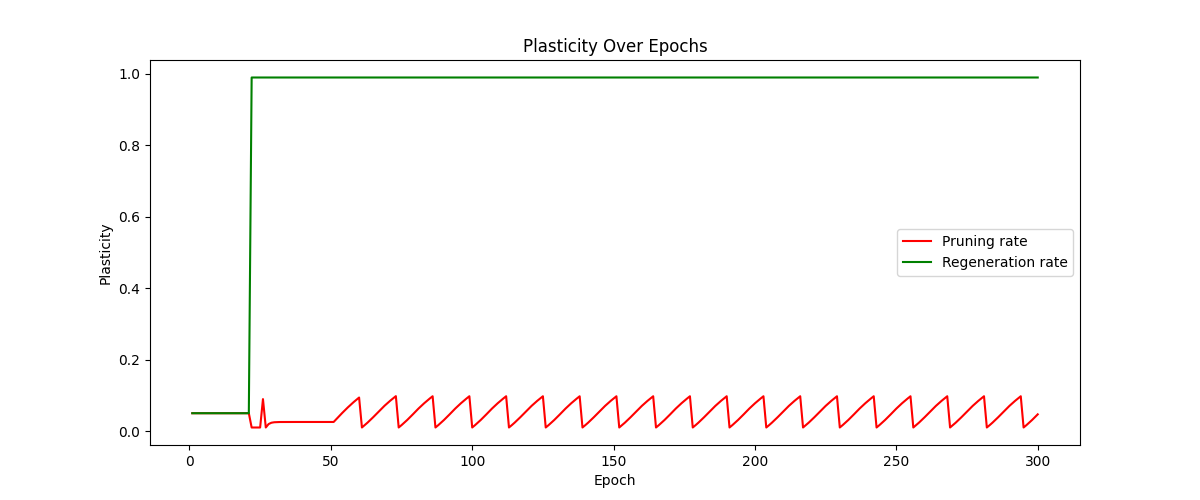 Plasticity Over Epochs
1.0
0.8
0.6
0.4
0.2
0.0
Plasticity
Pruning rate
Regeneration rate
0 50 100 150 200 250 300
Epoch